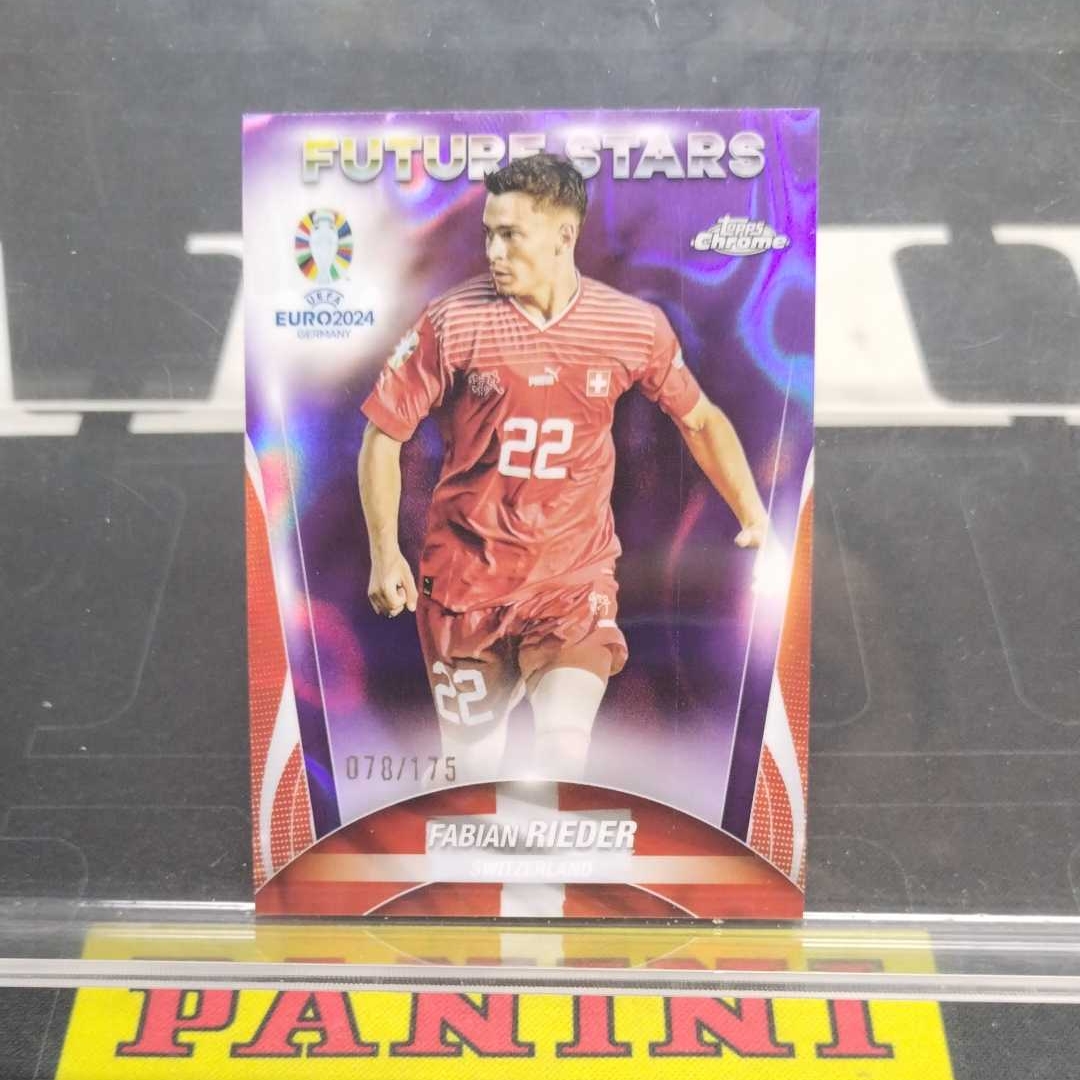 FUTURE STARS
Topps
Chrome
UEFA
EURO2024
GERMANY
PUMA
22
22
078/175
FABIAN RIEDER
SWITZERLAND
PANINI